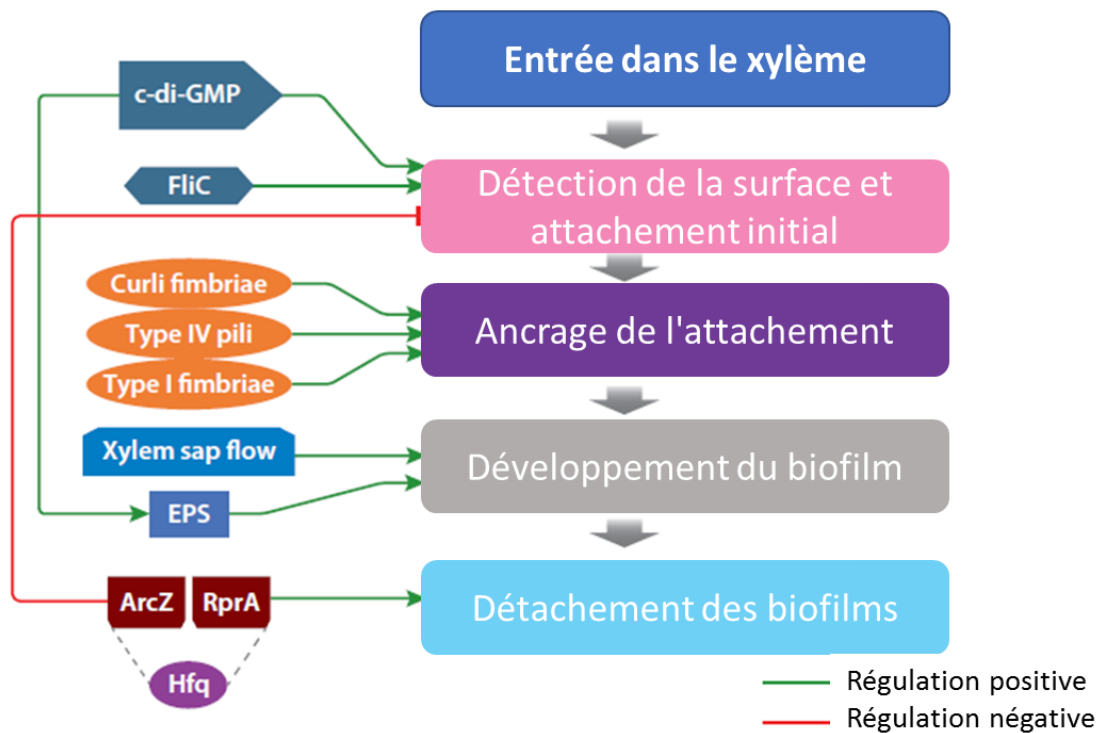 Entrée dans le xylème
c-di-GMP
FliC
Détection de la surface et
attachement initial
Curli fimbriae
Type IV pili
Type I fimbriae
Ancrage de l'attachement
Xylem sap flow
EPS
Développement du biofilm
ArcZ
RprA
Hfq
Détachement des biofilms
Régulation positive
Régulation négative